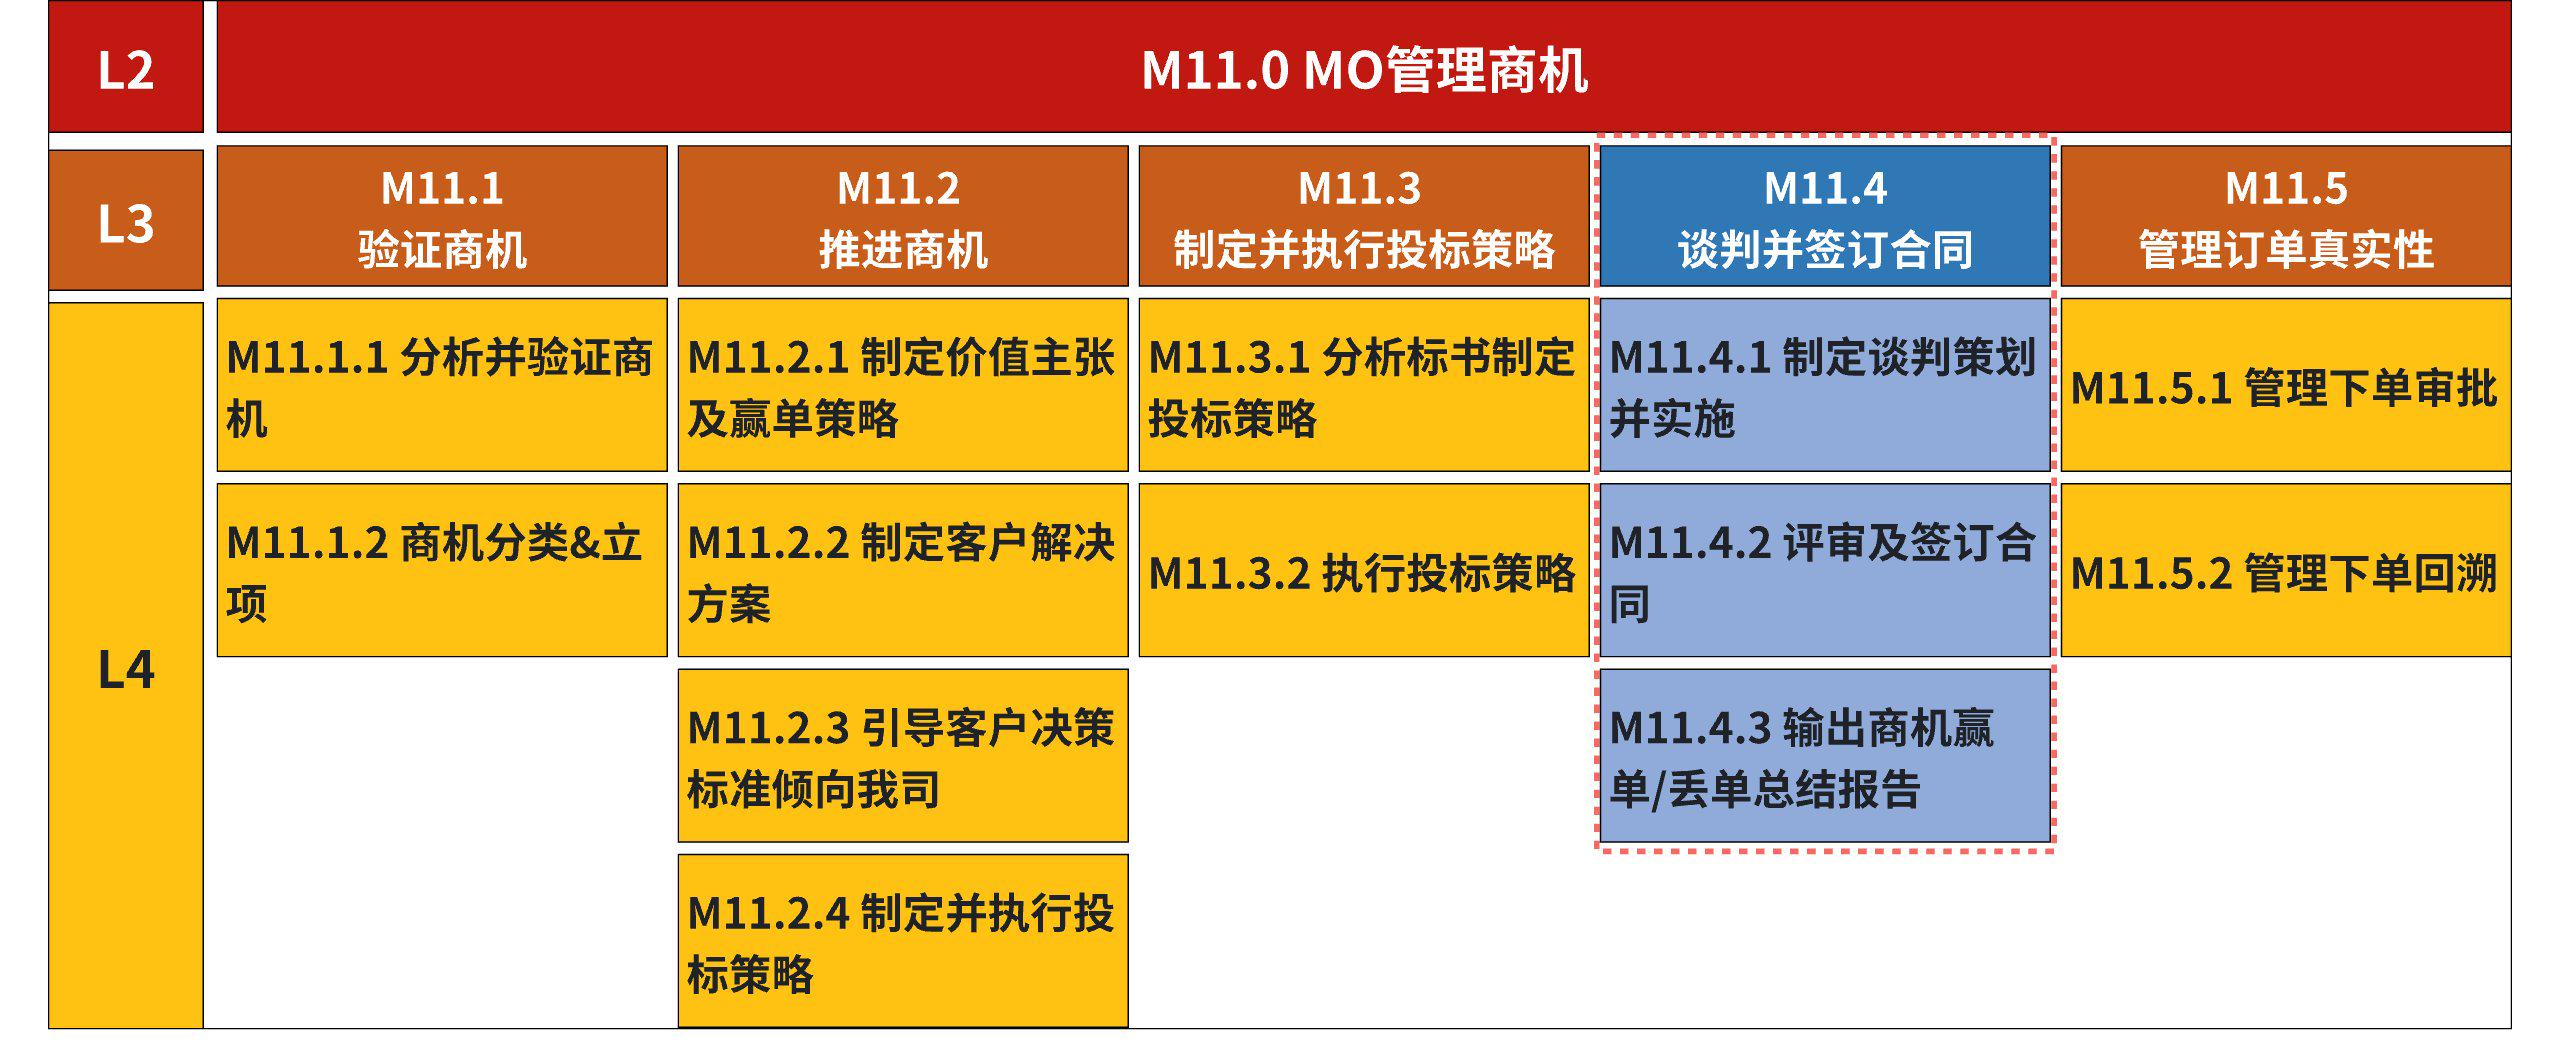 L2
M11.0 MO管理商机
L3
M11.1
验证商机
M11.2
推进商机
M11.3
制定并执行投标策略
M11.4
谈判并签订合同
M11.5
管理订单真实性
L4
M11.1.1 分析并验证商
机
M11.2.1 制定价值主张
及赢单策略
M11.3.1 分析标书制定
投标策略
M11.4.1 制定谈判策划
并实施
M11.5.1 管理下单审批
M11.1.2 商机分类&立
项
M11.2.2 制定客户解决
方案
M11.3.2 执行投标策略
M11.4.2 评审及签订合
同
M11.5.2 管理下单回溯
M11.2.3 引导客户决策
标准倾向我司
M11.4.3 输出商机赢
单/丢单总结报告
M11.2.4 制定并执行投
标策略